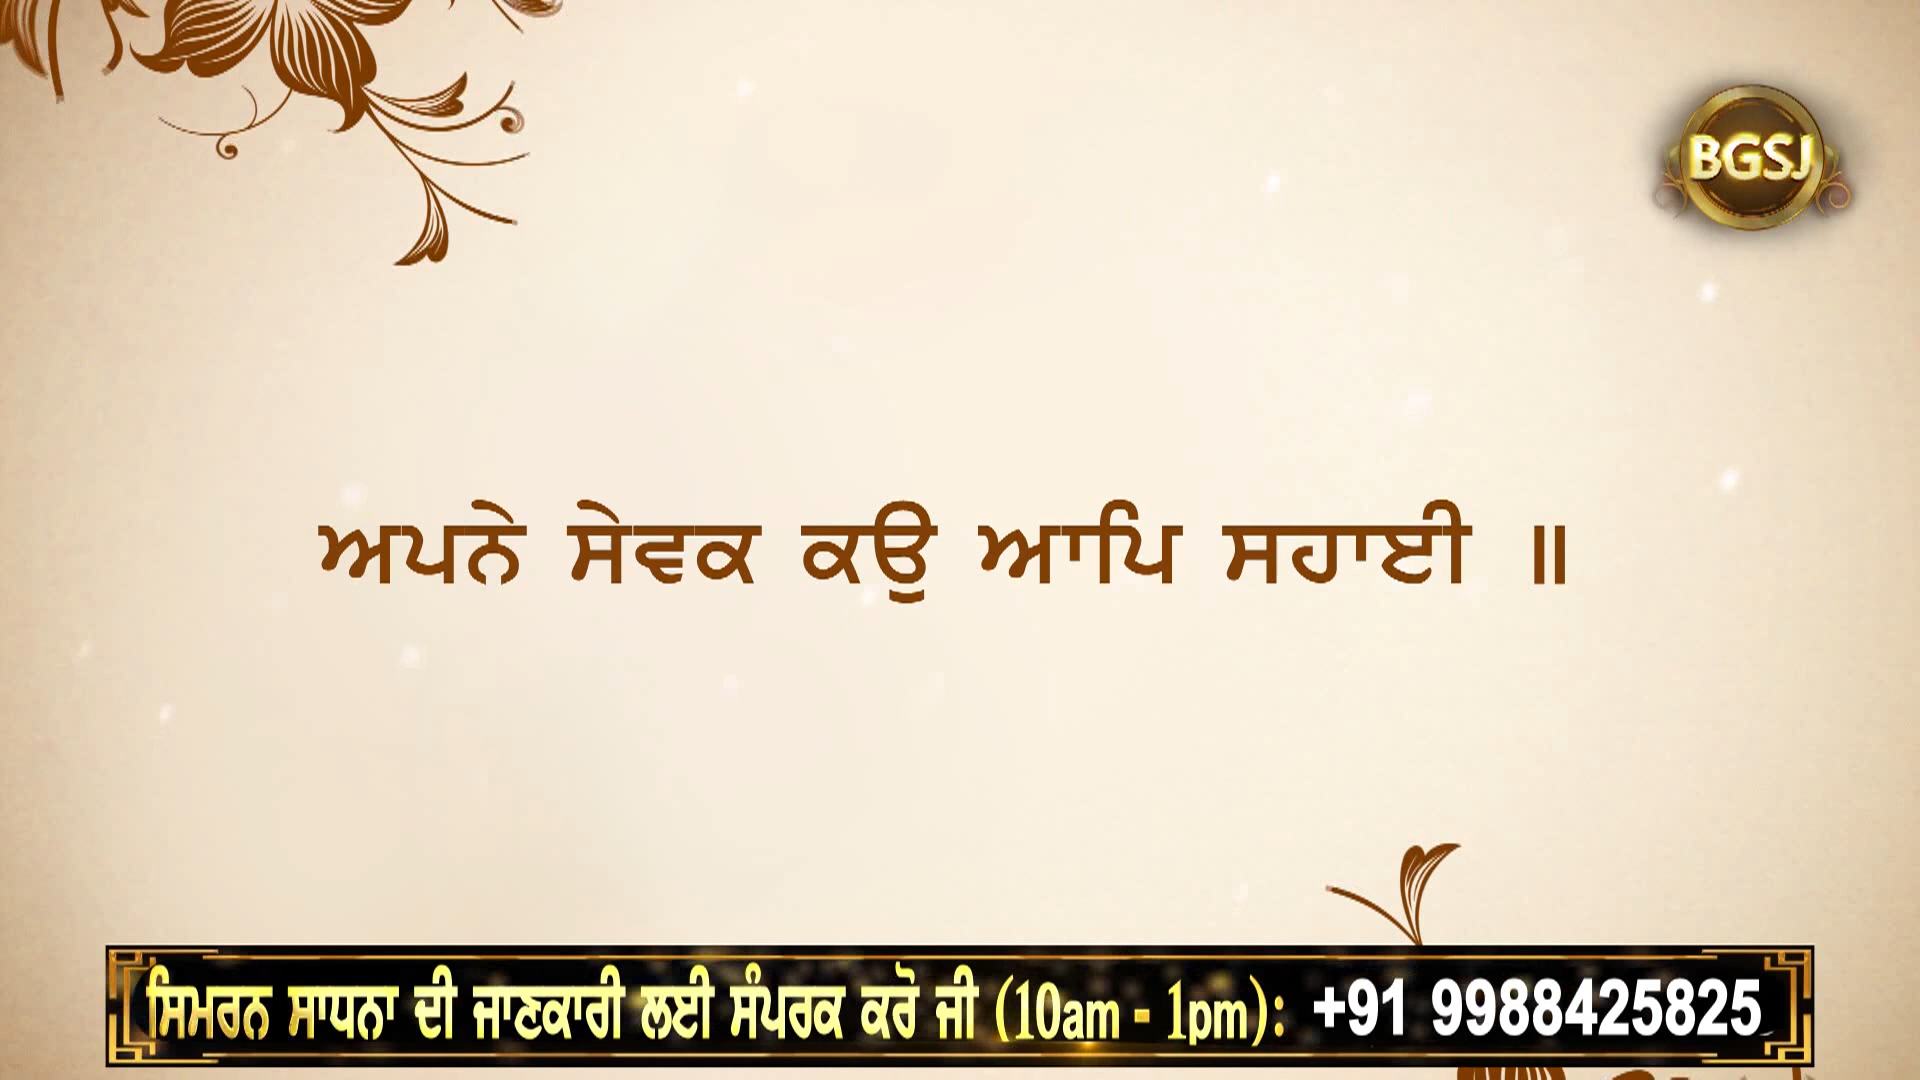 BGSJ
ਅਪਨੇ ਸੇਵਕ ਕਉ ਆਪਿ ਸਹਾਈ ॥
ਸਿਮਰਨ ਸਾਧਨਾ ਦੀ ਜਾਣਕਾਰੀ ਲਈ ਸੰਪਰਕ ਕਰੋ ਜੀ (10am - 1pm): +91 9988425825